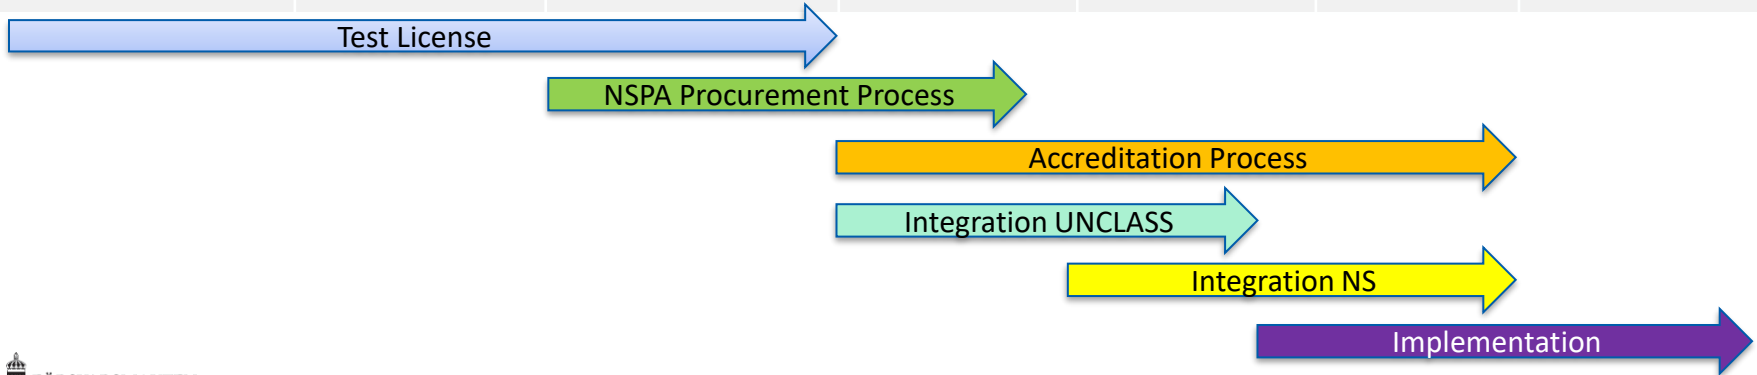 Test License
NSPA Procurement Process
Accreditation Process
Integration UNCLASS
Integration NS
Implementation